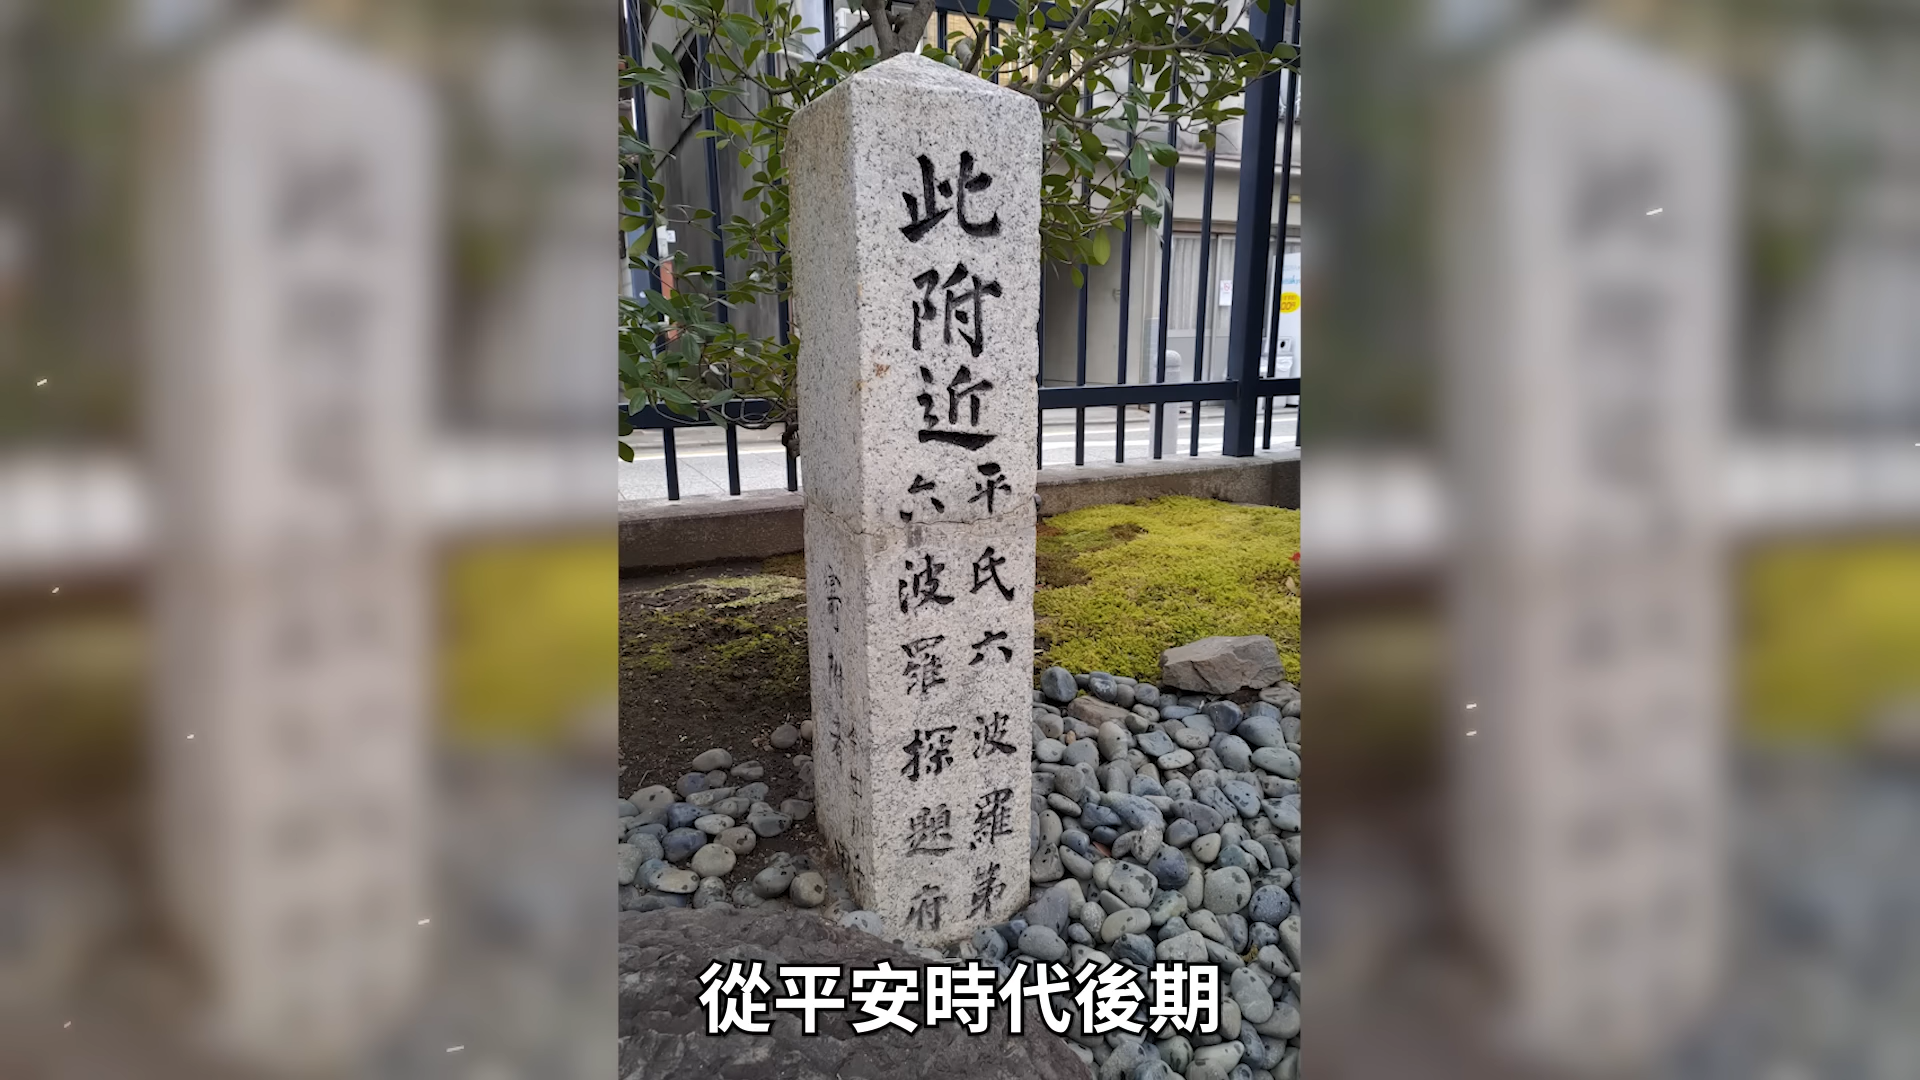 此附近
平氏六波羅第
六波羅探題府
從平安時代後期